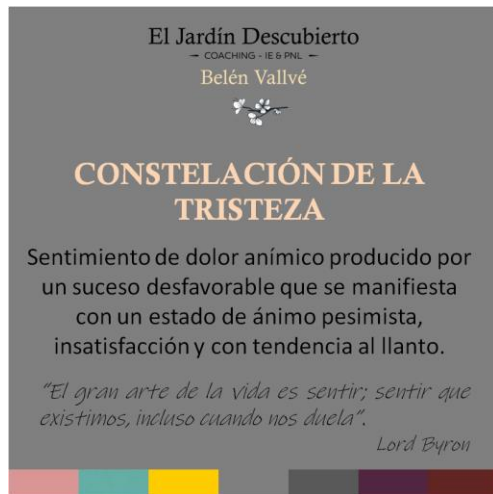 El Jardín Descubierto
COACHING - IE & PNL
Belén Vallvé
CONSTELACIÓN DE LA
TRISTEZA
Sentimiento de dolor anímico producido por
un suceso desfavorable que se manifiesta
con un estado de ánimo pesimista,
insatisfacción y con tendencia al llanto.
"El gran arte de la vida es sentir; sentir que
existimos, incluso cuando nos duela".
Lord Byron